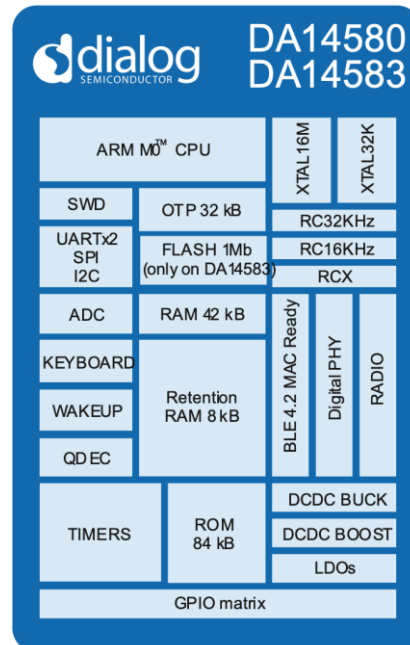 dialog
SEMICONDUCTOR
DA14580
DA14583
ARM M0™ CPU
XTAL16M
XTAL32K
SWD
OTP 32 kB
RC32KHz
UARTx2
SPI
I2C
FLASH 1Mb
(only on DA14583)
RC16KHz
RCX
ADC
RAM 42 kB
BLE 4.2 MAC Ready
Digital PHY
RADIO
KEYBOARD
Retention
RAM 8 kB
WAKEUP
QDEC
TIMERS
ROM
84 kB
DCDC BUCK
DCDC BOOST
LDOs
GPIO matrix